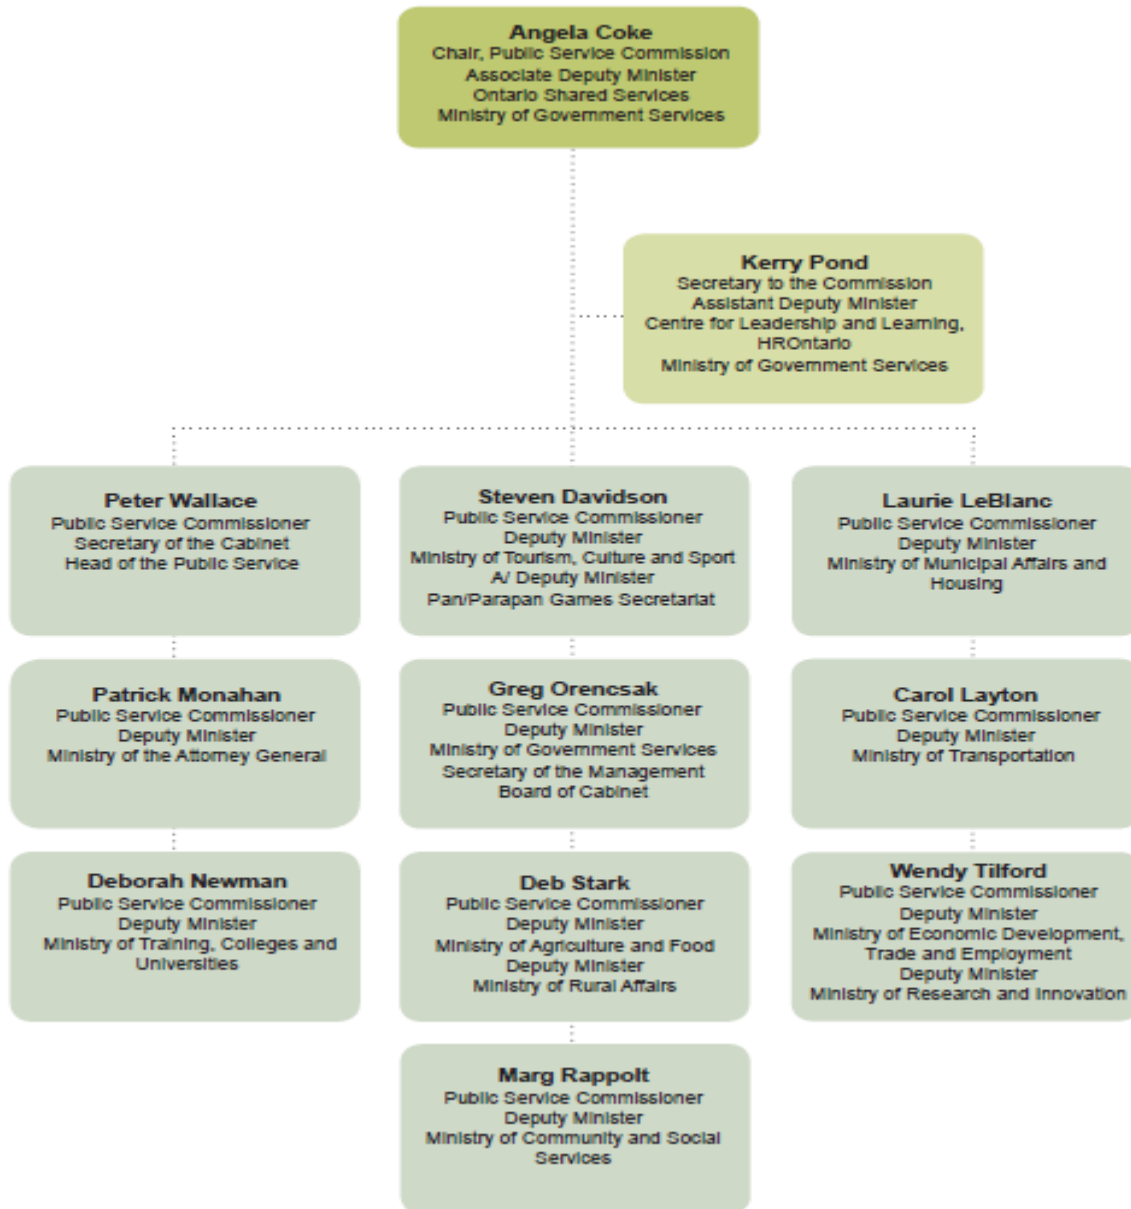 Angela Coke
Chair, Public Service Commission
Associate Deputy Minister
Ontario Shared Services
Ministry of Government Services
Kerry Pond
Secretary to the Commission
Assistant Deputy Minister
Centre for Leadership and Learning,
HROntario
Ministry of Government Services
Peter Wallace
Public Service Commissioner
Secretary of the Cabinet
Head of the Public Service
Steven Davidson
Public Service Commissioner
Deputy Minister
Ministry of Tourism, Culture and Sport
A/ Deputy Minister
Pan/Parapan Games Secretariat
Laurie LeBlanc
Public Service Commissioner
Deputy Minister
Ministry of Municipal Affairs and
Housing
Patrick Monahan
Public Service Commissioner
Deputy Minister
Ministry of the Attorney General
Greg Orencsak
Public Service Commissioner
Deputy Minister
Ministry of Government Services
Secretary of the Management
Board of Cabinet
Carol Layton
Public Service Commissioner
Deputy Minister
Ministry of Transportation
Deborah Newman
Public Service Commissioner
Deputy Minister
Ministry of Training, Colleges and
Universities
Deb Stark
Public Service Commissioner
Deputy Minister
Ministry of Agriculture and Food
Deputy Minister
Ministry of Rural Affairs
Wendy Tilford
Public Service Commissioner
Deputy Minister
Ministry of Economic Development,
Trade and Employment
Deputy Minister
Ministry of Research and Innovation
Marg Rappolt
Public Service Commissioner
Deputy Minister
Ministry of Community and Social
Services